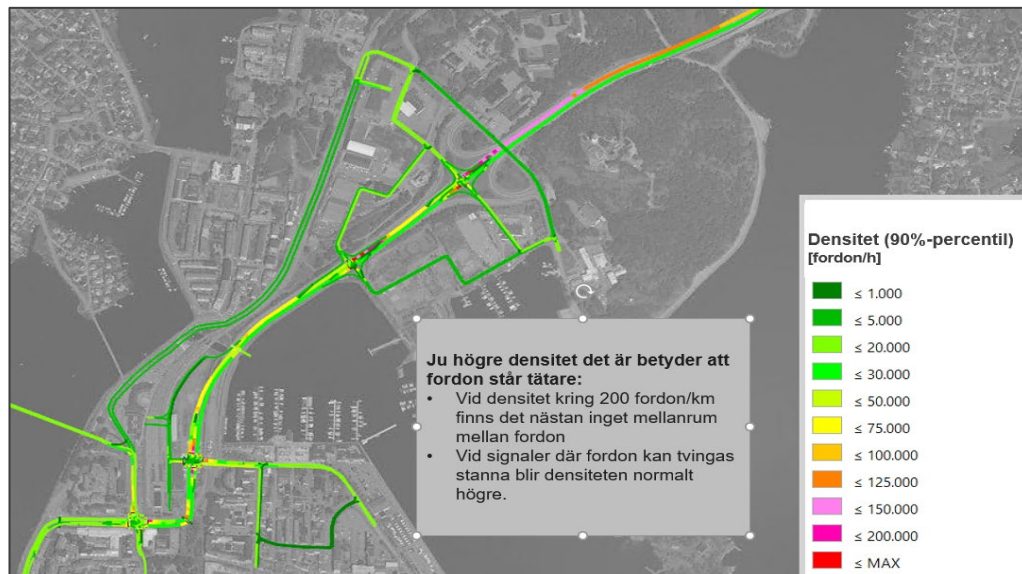 Densitet (90%-percentil)
[fordon/h]
≤ 1.000
≤ 5.000
≤ 20.000
≤ 30.000
≤ 50.000
≤ 75.000
≤ 100.000
≤ 125.000
≤ 150.000
≤ 200.000
≤ MAX
Ju högre densitet det är betyder att
fordon står tätare:
• Vid densitet kring 200 fordon/km
finns det nästan inget mellanrum
mellan fordon
• Vid signaler där fordon kan tvingas
stanna blir densiteten normalt
högre.